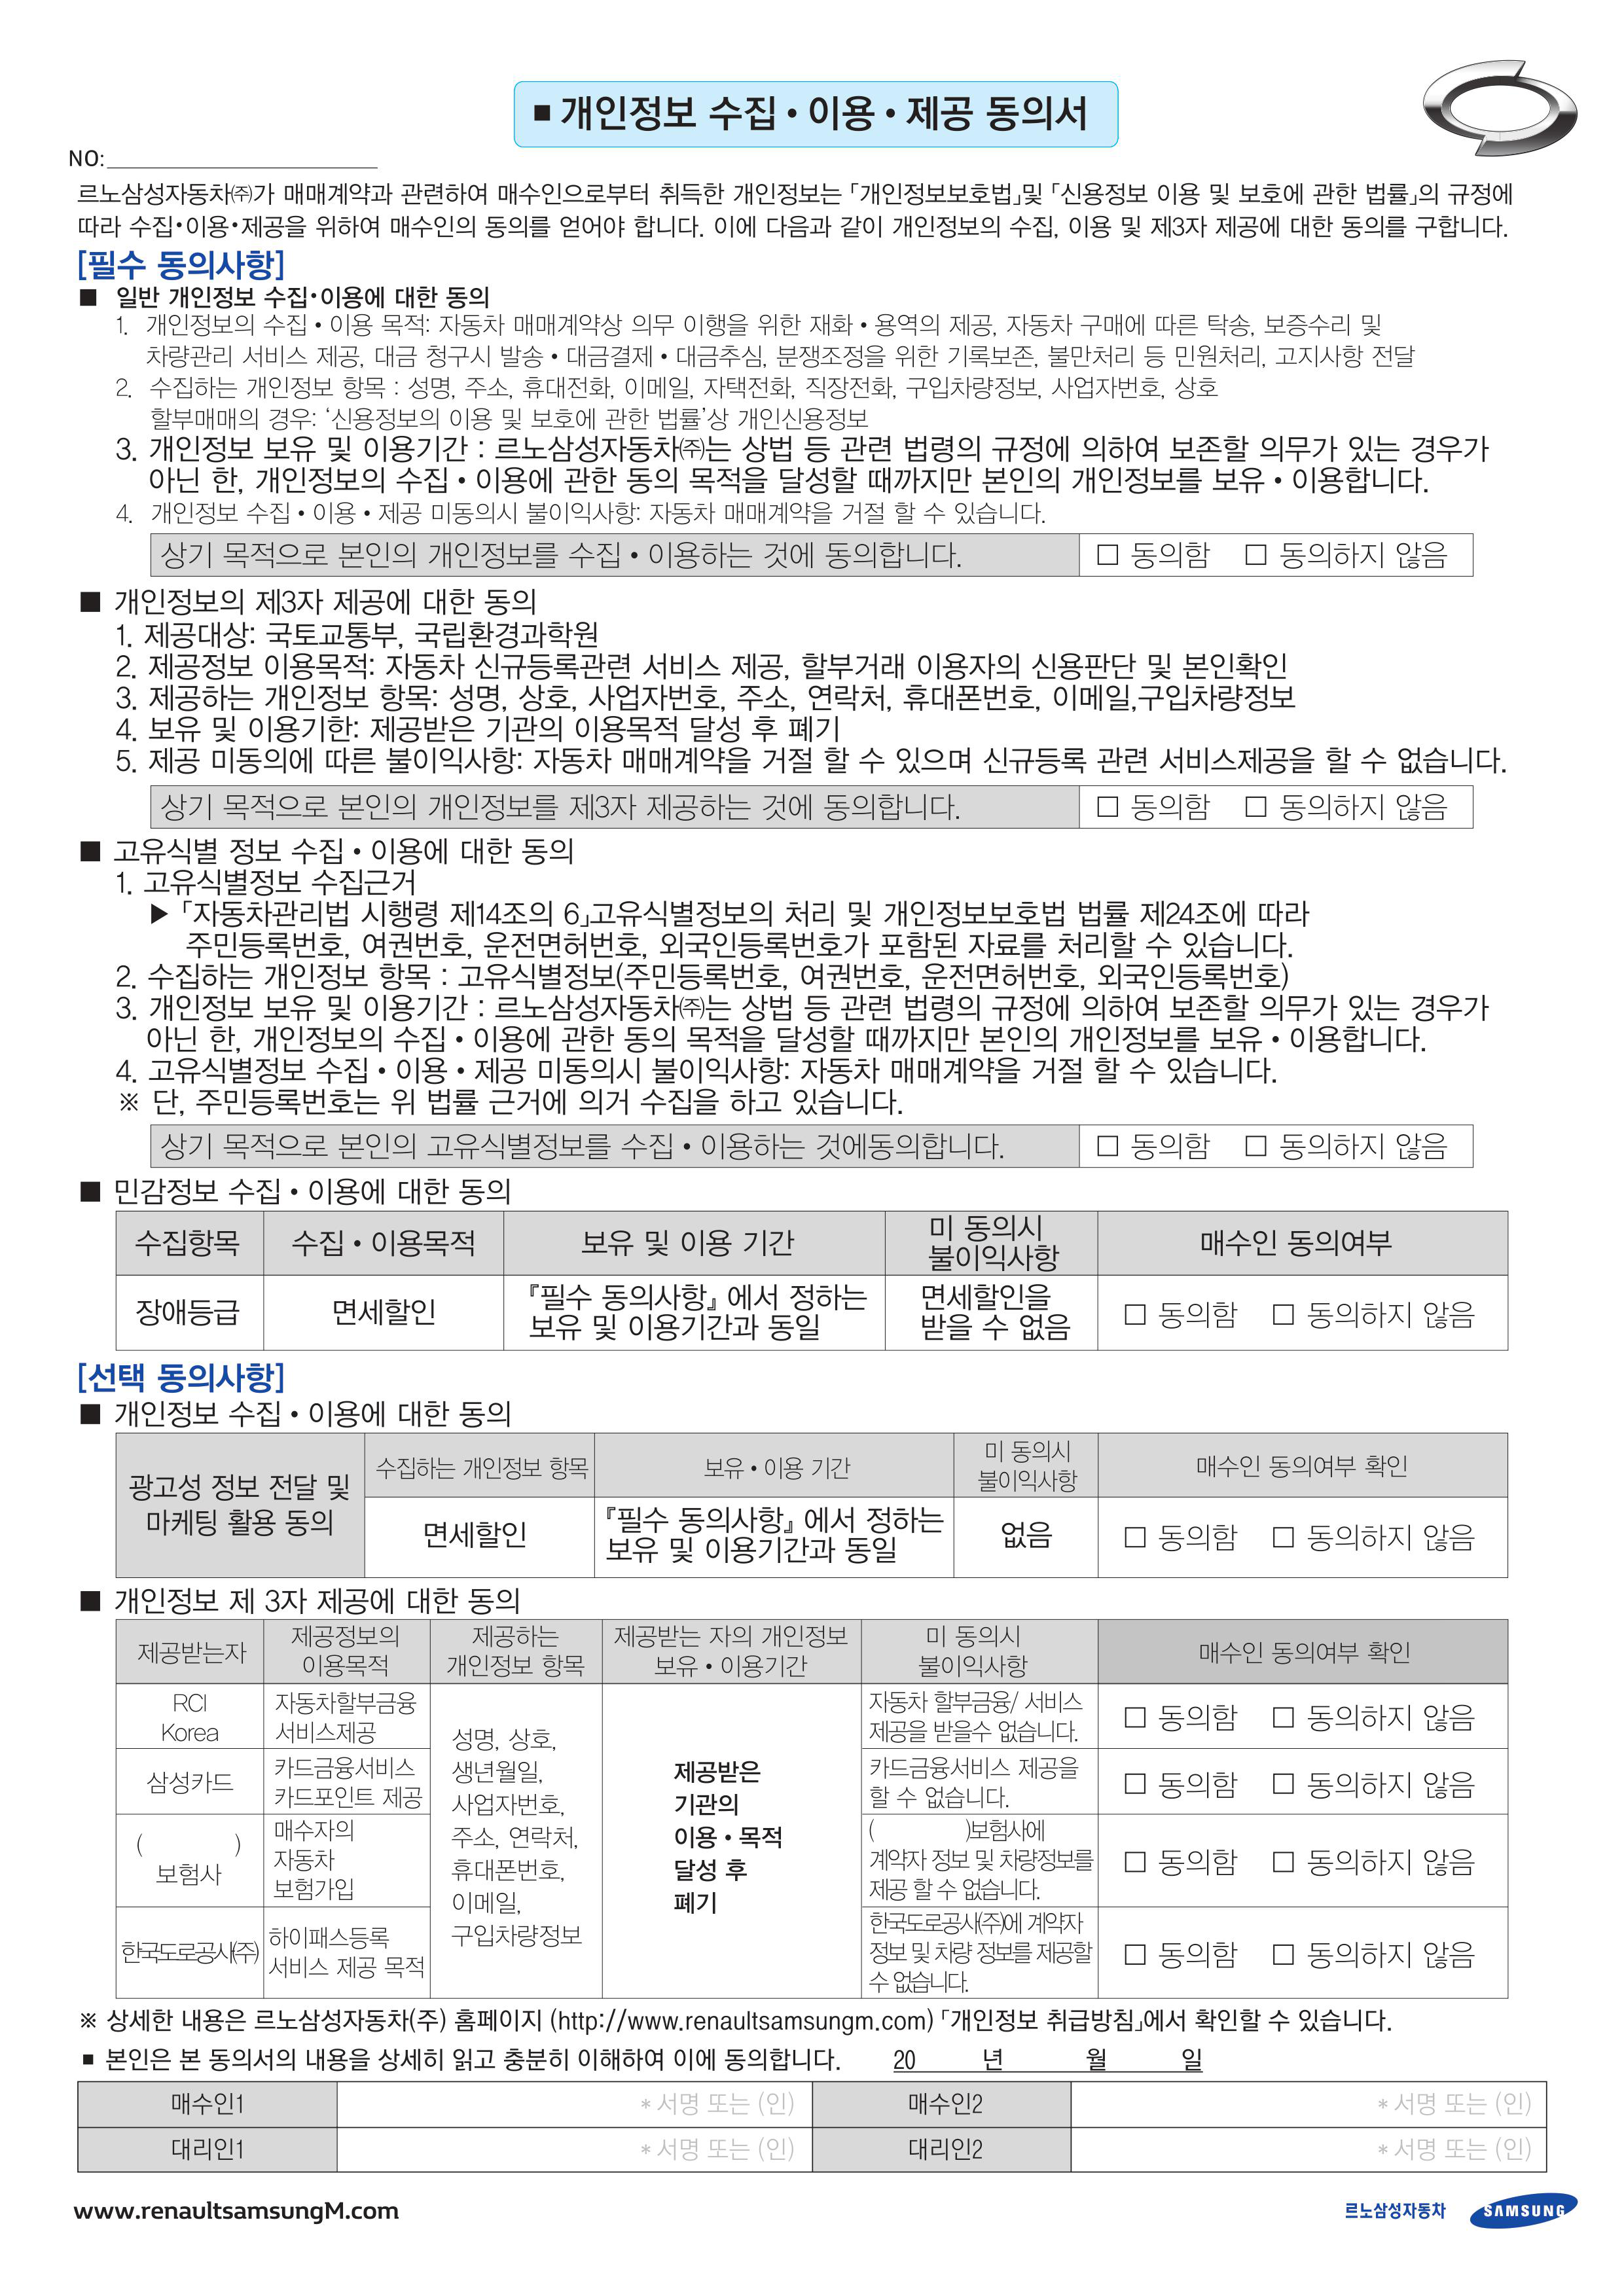 ■ 개인정보 수집 • 이용 • 제공 동의서
NO:
르노삼성자동차㈜가 매매계약과 관련하여 매수인으로부터 취득한 개인정보는 「개인정보보호법」및 「신용정보 이용 및 보호에 관한 법률」의 규정에
따라 수집•이용•제공을 위하여 매수인의 동의를 얻어야 합니다. 이에 다음과 같이 개인정보의 수집, 이용 및 제3자 제공에 대한 동의를 구합니다.
[필수 동의사항]
■ 일반 개인정보 수집•이용에 대한 동의
1. 개인정보의 수집 • 이용 목적: 자동차 매매계약상 의무 이행을 위한 재화 • 용역의 제공, 자동차 구매에 따른 탁송, 보증수리 및
차량관리 서비스 제공, 대금 청구시 발송 • 대금결제 • 대금추심, 분쟁조정을 위한 기록보존, 불만처리 등 민원처리, 고지사항 전달
2. 수집하는 개인정보 항목 : 성명, 주소, 휴대전화, 이메일, 자택전화, 직장전화, 구입차량정보, 사업자번호, 상호
할부매매의 경우: ‘신용정보의 이용 및 보호에 관한 법률’상 개인신용정보
3. 개인정보 보유 및 이용기간 : 르노삼성자동차㈜는 상법 등 관련 법령의 규정에 의하여 보존할 의무가 있는 경우가
아닌 한, 개인정보의 수집 • 이용에 관한 동의 목적을 달성할 때까지만 본인의 개인정보를 보유 • 이용합니다.
4. 개인정보 수집 • 이용 • 제공 미동의시 불이익사항: 자동차 매매계약을 거절 할 수 있습니다.
상기 목적으로 본인의 개인정보를 수집 • 이용하는 것에 동의합니다. □ 동의함 □ 동의하지 않음
■ 개인정보의 제3자 제공에 대한 동의
1. 제공대상: 국토교통부, 국립환경과학원
2. 제공정보 이용목적: 자동차 신규등록관련 서비스 제공, 할부거래 이용자의 신용판단 및 본인확인
3. 제공하는 개인정보 항목: 성명, 상호, 사업자번호, 주소, 연락처, 휴대폰번호, 이메일,구입차량정보
4. 보유 및 이용기한: 제공받은 기관의 이용목적 달성 후 폐기
5. 제공 미동의에 따른 불이익사항: 자동차 매매계약을 거절 할 수 있으며 신규등록 관련 서비스제공을 할 수 없습니다.
상기 목적으로 본인의 개인정보를 제3자 제공하는 것에 동의합니다. □ 동의함 □ 동의하지 않음
■ 고유식별 정보 수집 • 이용에 대한 동의
1. 고유식별정보 수집근거
▶ 「자동차관리법 시행령 제14조의 6」고유식별정보의 처리 및 개인정보보호법 법률 제24조에 따라
주민등록번호, 여권번호, 운전면허번호, 외국인등록번호가 포함된 자료를 처리할 수 있습니다.
2. 수집하는 개인정보 항목 : 고유식별정보(주민등록번호, 여권번호, 운전면허번호, 외국인등록번호)
3. 개인정보 보유 및 이용기간 : 르노삼성자동차㈜는 상법 등 관련 법령의 규정에 의하여 보존할 의무가 있는 경우가
아닌 한, 개인정보의 수집 • 이용에 관한 동의 목적을 달성할 때까지만 본인의 개인정보를 보유 • 이용합니다.
4. 고유식별정보 수집 • 이용 • 제공 미동의시 불이익사항: 자동차 매매계약을 거절 할 수 있습니다.
※ 단, 주민등록번호는 위 법률 근거에 의거 수집을 하고 있습니다.
상기 목적으로 본인의 고유식별정보를 수집 • 이용하는 것에동의합니다. □ 동의함 □ 동의하지 않음
■ 민감정보 수집 • 이용에 대한 동의
수집항목 수집 • 이용목적 보유 및 이용 기간 미 동의시 매수인 동의여부
불이익사항
장애등급 면세할인 『필수 동의사항』에서 정하는 면세할인을 □ 동의함 □ 동의하지 않음
보유 및 이용기간과 동일 받을 수 없음
[선택 동의사항]
■ 개인정보 수집 • 이용에 대한 동의
광고성 정보 전달 및
마케팅 활용 동의
수집하는 개인정보 항목 보유 • 이용 기간 미 동의시 매수인 동의여부 확인
불이익사항
면세할인 『필수 동의사항』에서 정하는 없음 □ 동의함 □ 동의하지 않음
보유 및 이용기간과 동일
■ 개인정보 제 3자 제공에 대한 동의
제공받는자 제공정보의 제공하는 제공받는 자의 개인정보 미 동의시 매수인 동의여부 확인
이용목적 개인정보 항목 보유 • 이용기간 불이익사항
RCI
Korea
자동차할부금융
서비스제공
성명, 상호,
생년월일,
사업자번호,
주소, 연락처,
휴대폰번호,
이메일,
구입차량정보
제공받은
기관의
이용 • 목적
달성 후
폐기
자동차 할부금융/ 서비스
제공을 받을수 없습니다.
□ 동의함 □ 동의하지 않음
삼성카드
카드금융서비스
카드포인트 제공
카드금융서비스 제공을
할 수 없습니다.
□ 동의함 □ 동의하지 않음
( )
보험사
매수자의
자동차
보험가입
( )보험사에
계약자 정보 및 차량정보를
제공 할 수 없습니다.
□ 동의함 □ 동의하지 않음
한국도로공사(주)
하이패스등록
서비스 제공 목적
한국도로공사(주)에 계약자
정보 및 차량 정보를 제공할
수 없습니다.
□ 동의함 □ 동의하지 않음
※ 상세한 내용은 르노삼성자동차(주) 홈페이지 (http://www.renaultsamsungm.com) 「개인정보 취급방침」에서 확인할 수 있습니다.
■ 본인은 본 동의서의 내용을 상세히 읽고 충분히 이해하여 이에 동의합니다. 20 년 월 일
매수인1 * 서명 또는 (인) 매수인2 * 서명 또는 (인)
대리인1 * 서명 또는 (인) 대리인2 * 서명 또는 (인)
www.renaultsamsungM.com 르노삼성자동차 SAMSUNG